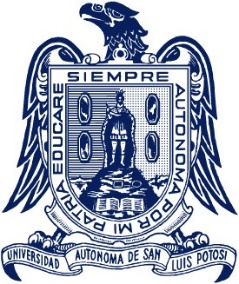 SIEMPRE AUTONOMA POR MI PATRIA EDUCARE
UNIVERSIDAD AUTONOMA DE SAN LUIS POTOSI